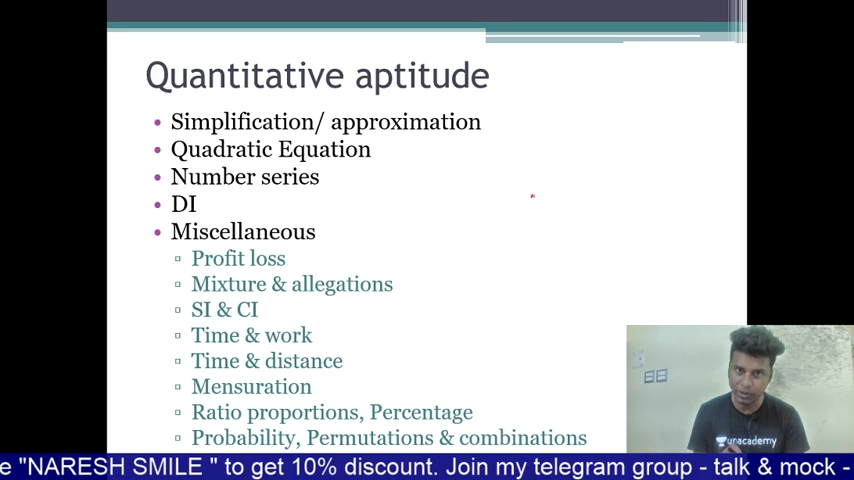 Quantitative aptitude
• Simplification/ approximation
• Quadratic Equation
• Number series
• DI
• Miscellaneous
▫ Profit loss
▫ Mixture & allegations
▫ SI & CI
▫ Time & work
▫ Time & distance
▫ Mensuration
▫ Ratio proportions, Percentage
▫ Probability, Permutations & combinations
unacademy
e "NARESH SMILE " to get 10% discount. Join my telegram group - talk & mock -